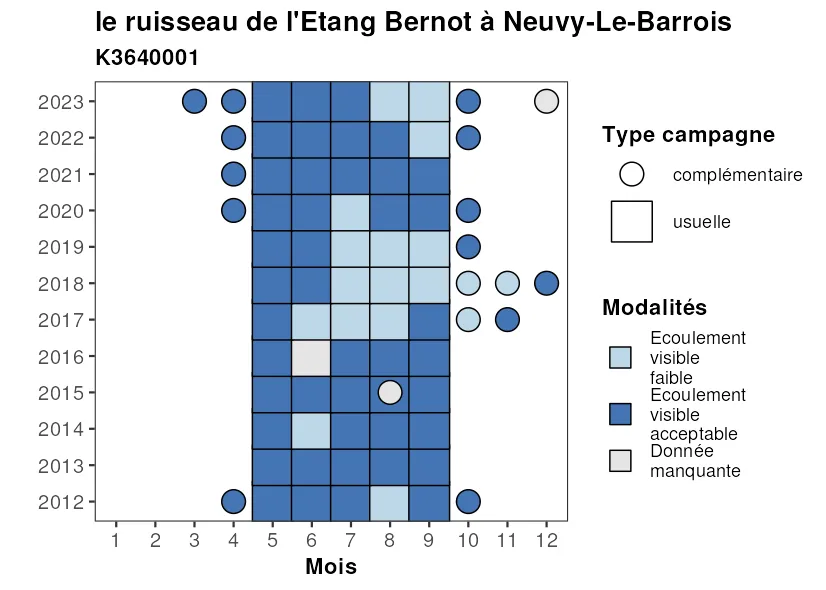 le ruisseau de l'Etang Bernot à Neuvy-Le-Barrois
K3640001
2023
2022
2021
2020
2019
2018
2017
2016
2015
2014
2013
2012
1 2 3 4 5 6 7 8 9 10 11 12
Mois
Type campagne
complémentaire
usuelle
Modalités
Ecoulement
visible
faible
Ecoulement
visible
acceptable
Donnée
manquante